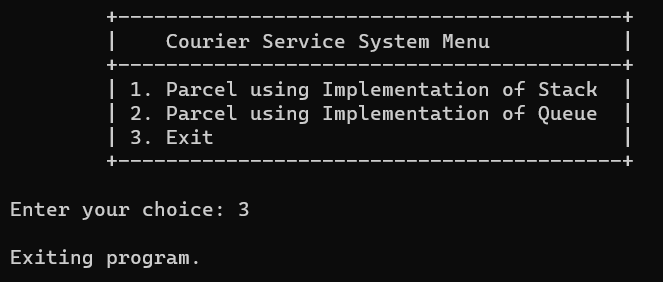 +------------------------------------------+
|    Courier Service System Menu           |
+------------------------------------------+
| 1. Parcel using Implementation of Stack  |
| 2. Parcel using Implementation of Queue  |
| 3. Exit                                  |
+------------------------------------------+
Enter your choice: 3
Exiting program.